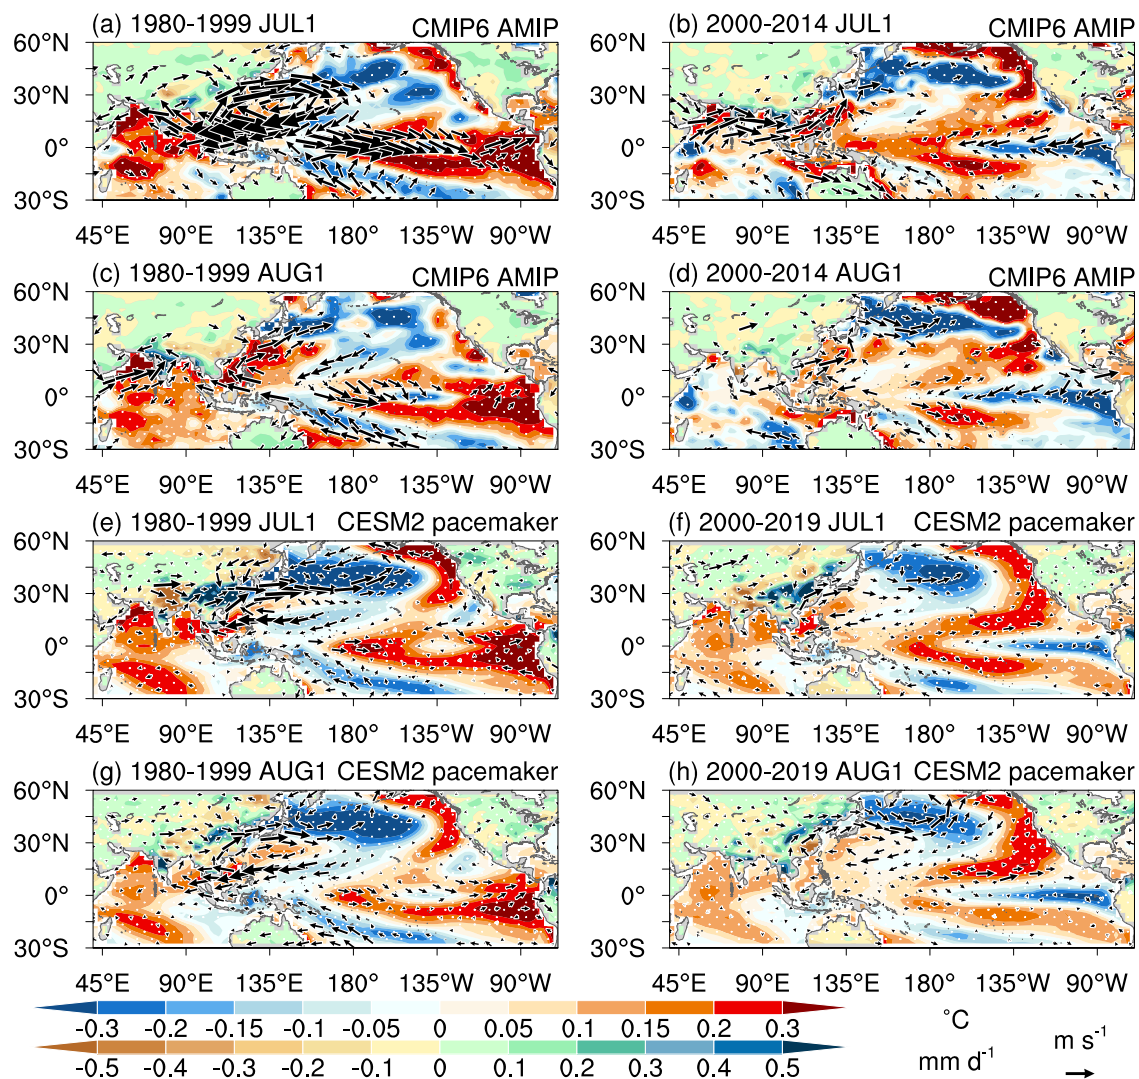 (a) 1980-1999 JUL1 CMIP6 AMIP
(b) 2000-2014 JUL1 CMIP6 AMIP
60°N
30°N
0°
30°S
60°N
30°N
0°
30°S
45°E 90°E 135°E 180° 135°W 90°W
45°E 90°E 135°E 180° 135°W 90°W
(c) 1980-1999 AUG1 CMIP6 AMIP
(d) 2000-2014 AUG1 CMIP6 AMIP
60°N
30°N
0°
30°S
60°N
30°N
0°
30°S
45°E 90°E 135°E 180° 135°W 90°W
45°E 90°E 135°E 180° 135°W 90°W
(e) 1980-1999 JUL1 CESM2 pacemaker
(f) 2000-2019 JUL1 CESM2 pacemaker
60°N
30°N
0°
30°S
60°N
30°N
0°
30°S
45°E 90°E 135°E 180° 135°W 90°W
45°E 90°E 135°E 180° 135°W 90°W
(g) 1980-1999 AUG1 CESM2 pacemaker
(h) 2000-2019 AUG1 CESM2 pacemaker
60°N
30°N
0°
30°S
60°N
30°N
0°
30°S
45°E 90°E 135°E 180° 135°W 90°W
45°E 90°E 135°E 180° 135°W 90°W
-0.3 -0.2 -0.15 -0.1 -0.05 0 0.05 0.1 0.15 0.2 0.3
°C
-0.5 -0.4 -0.3 -0.2 -0.1 0 0.1 0.2 0.3 0.4 0.5
mm d⁻¹
m s⁻¹